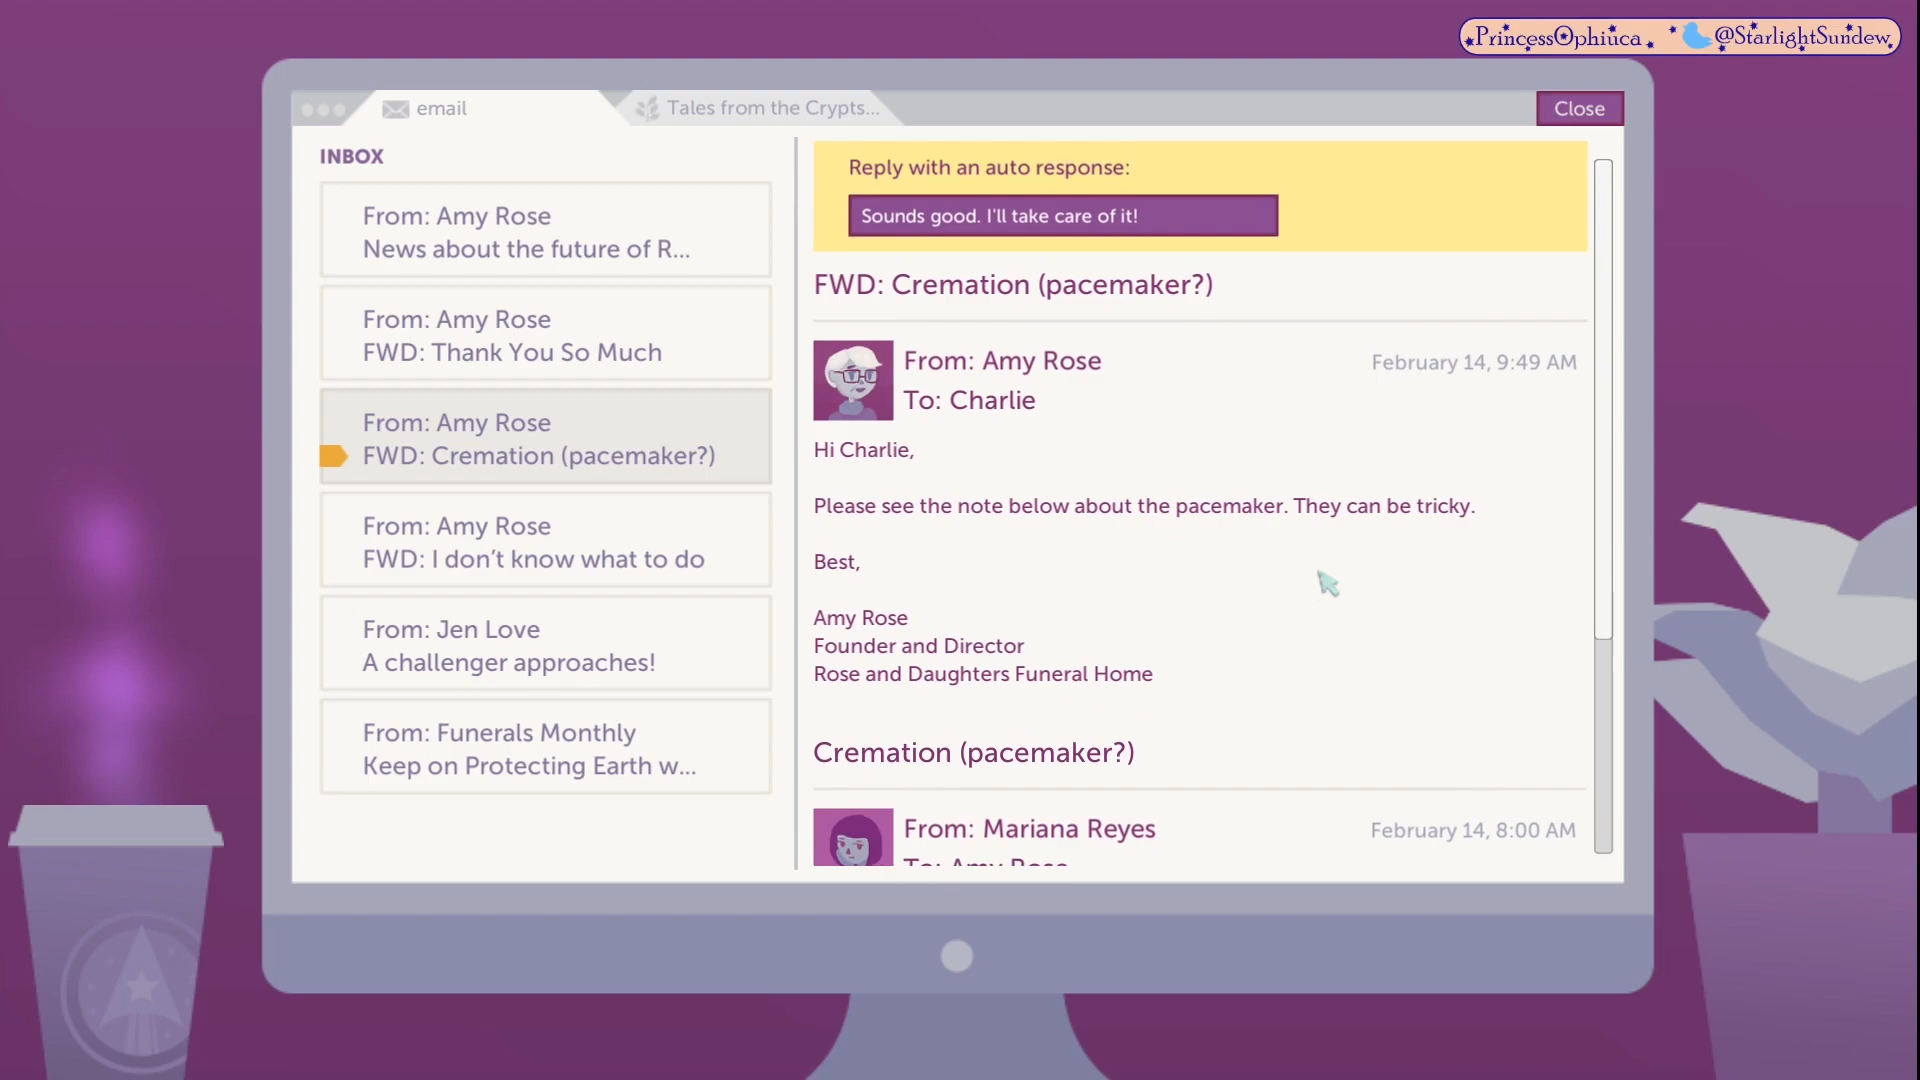 PrincessOphiuca @StarlightSundew
email
Tales from the Crypts...
Close
INBOX
From: Amy Rose
News about the future of R...
From: Amy Rose
FWD: Thank You So Much
From: Amy Rose
FWD: Cremation (pacemaker?)
From: Amy Rose
FWD: I don’t know what to do
From: Jen Love
A challenger approaches!
From: Funerals Monthly
Keep on Protecting Earth w...
Reply with an auto response:
Sounds good. I'll take care of it!
FWD: Cremation (pacemaker?)
From: Amy Rose
February 14, 9:49 AM
To: Charlie
Hi Charlie,
Please see the note below about the pacemaker. They can be tricky.
Best,
Amy Rose
Founder and Director
Rose and Daughters Funeral Home
Cremation (pacemaker?)
From: Mariana Reyes
February 14, 8:00 AM
To: Amy Rose